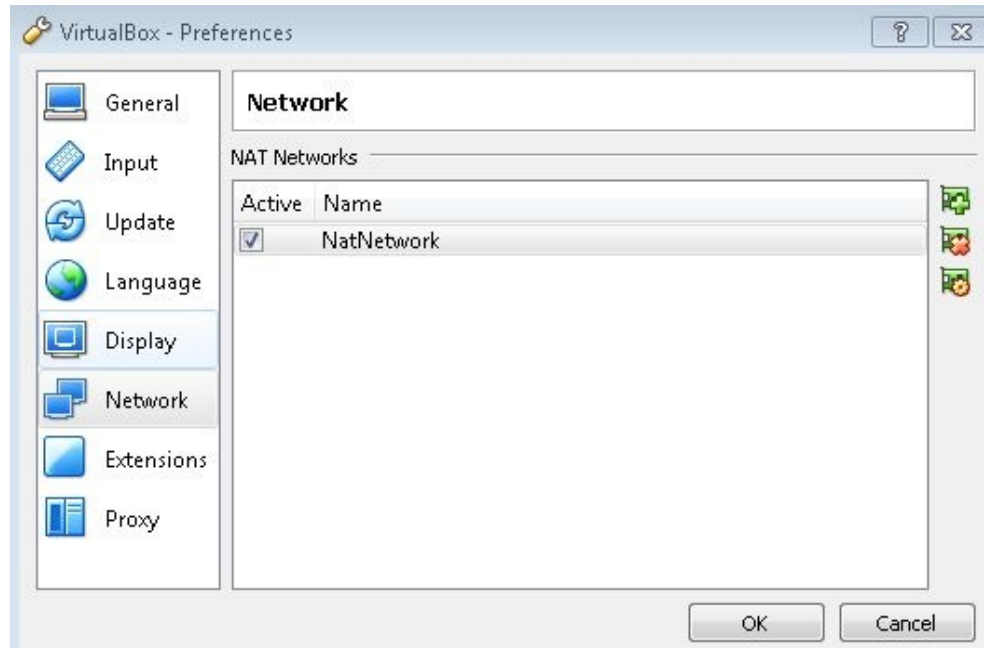 VirtualBox - Preferences
General
Input
Update
Language
Display
Network
Extensions
Proxy
Network
NAT Networks
Active Name
NatNetwork
OK Cancel